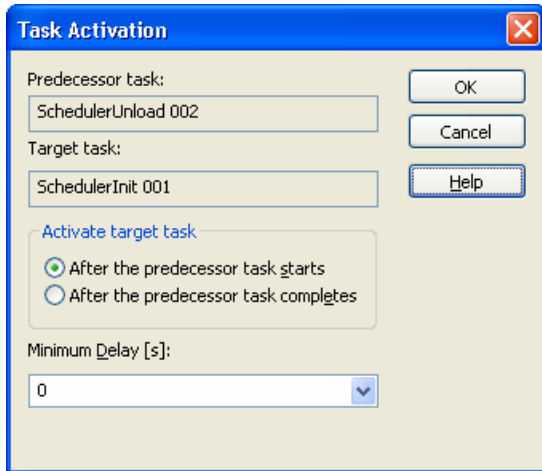 Task Activation
Predecessor task:
SchedulerUnload 002
Target task:
SchedulerInit 001
Activate target task
After the predecessor task starts
After the predecessor task completes
Minimum Delay [s]:
0
OK
Cancel
Help